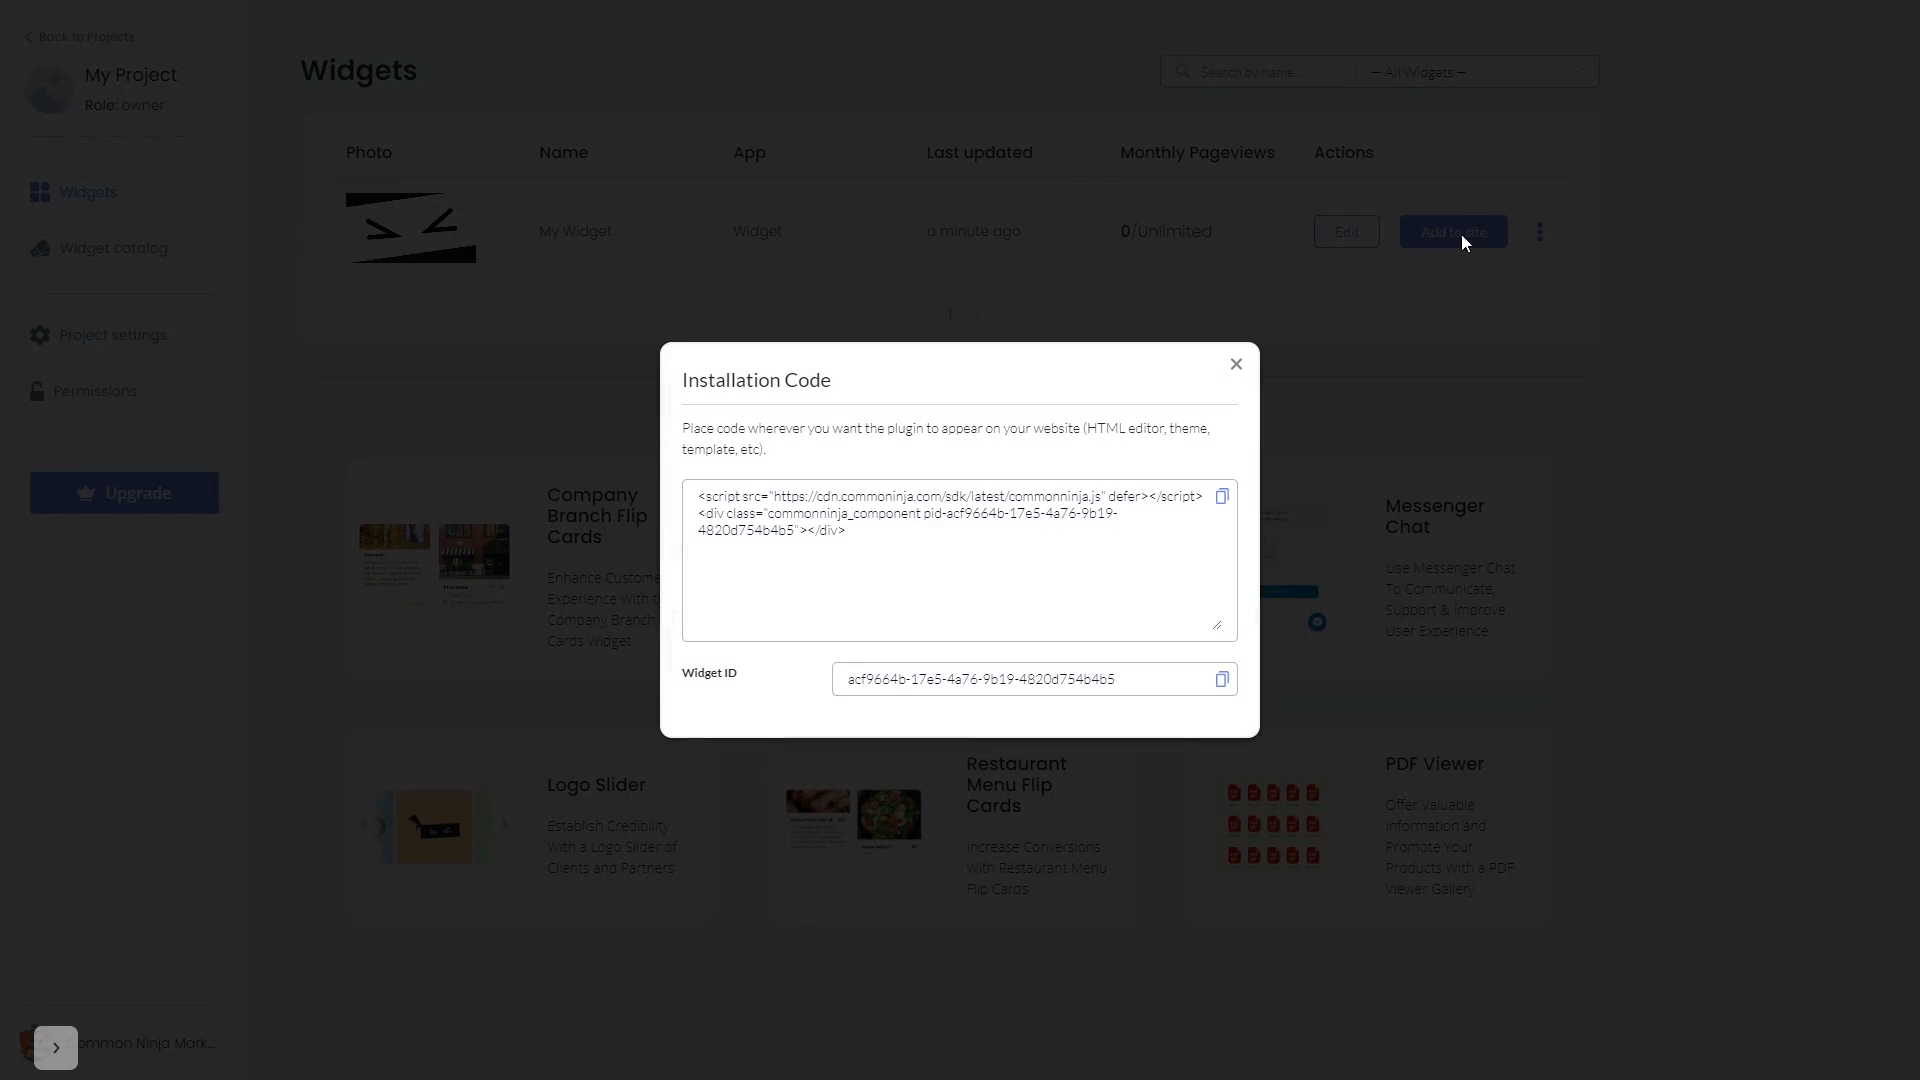 Back to Projects
My Project
Role: owner
Widgets
Widget catalog
Project settings
Permissions
Upgrade
Widgets
Search by name...
— All Widgets —
Photo Name App Last updated Monthly Pageviews Actions
My Widget Widget a minute ago 0/Unlimited Edit Add to site
1
Installation Code
Place code wherever you want the plugin to appear on your website (HTML editor, theme,
template, etc).
<script src="https://cdn.commoninja.com/sdk/latest/commonninja.js" defer></script>
<div class="commonninja_component pid-acf9664b-17e5-4a76-9b19-
4820d754b4b5"></div>
Widget ID
acf9664b-17e5-4a76-9b19-4820d754b4b5
Company
Branch Flip
Cards
Enhance Custome
Experience With
Company Branch
Cards Widget
Messenger
Chat
Use Messenger Chat
To Communicate,
Support & Improve
User Experience
Logo Slider
Establish Credibility
With a Logo Slider of
Clients and Partners
Restaurant
Menu Flip
Cards
Increase Conversions
With Restaurant Menu
Flip Cards
PDF Viewer
Offer Valuable
Information and
Promote Your
Products With a PDF
Viewer Gallery
ommon Ninja Mark...